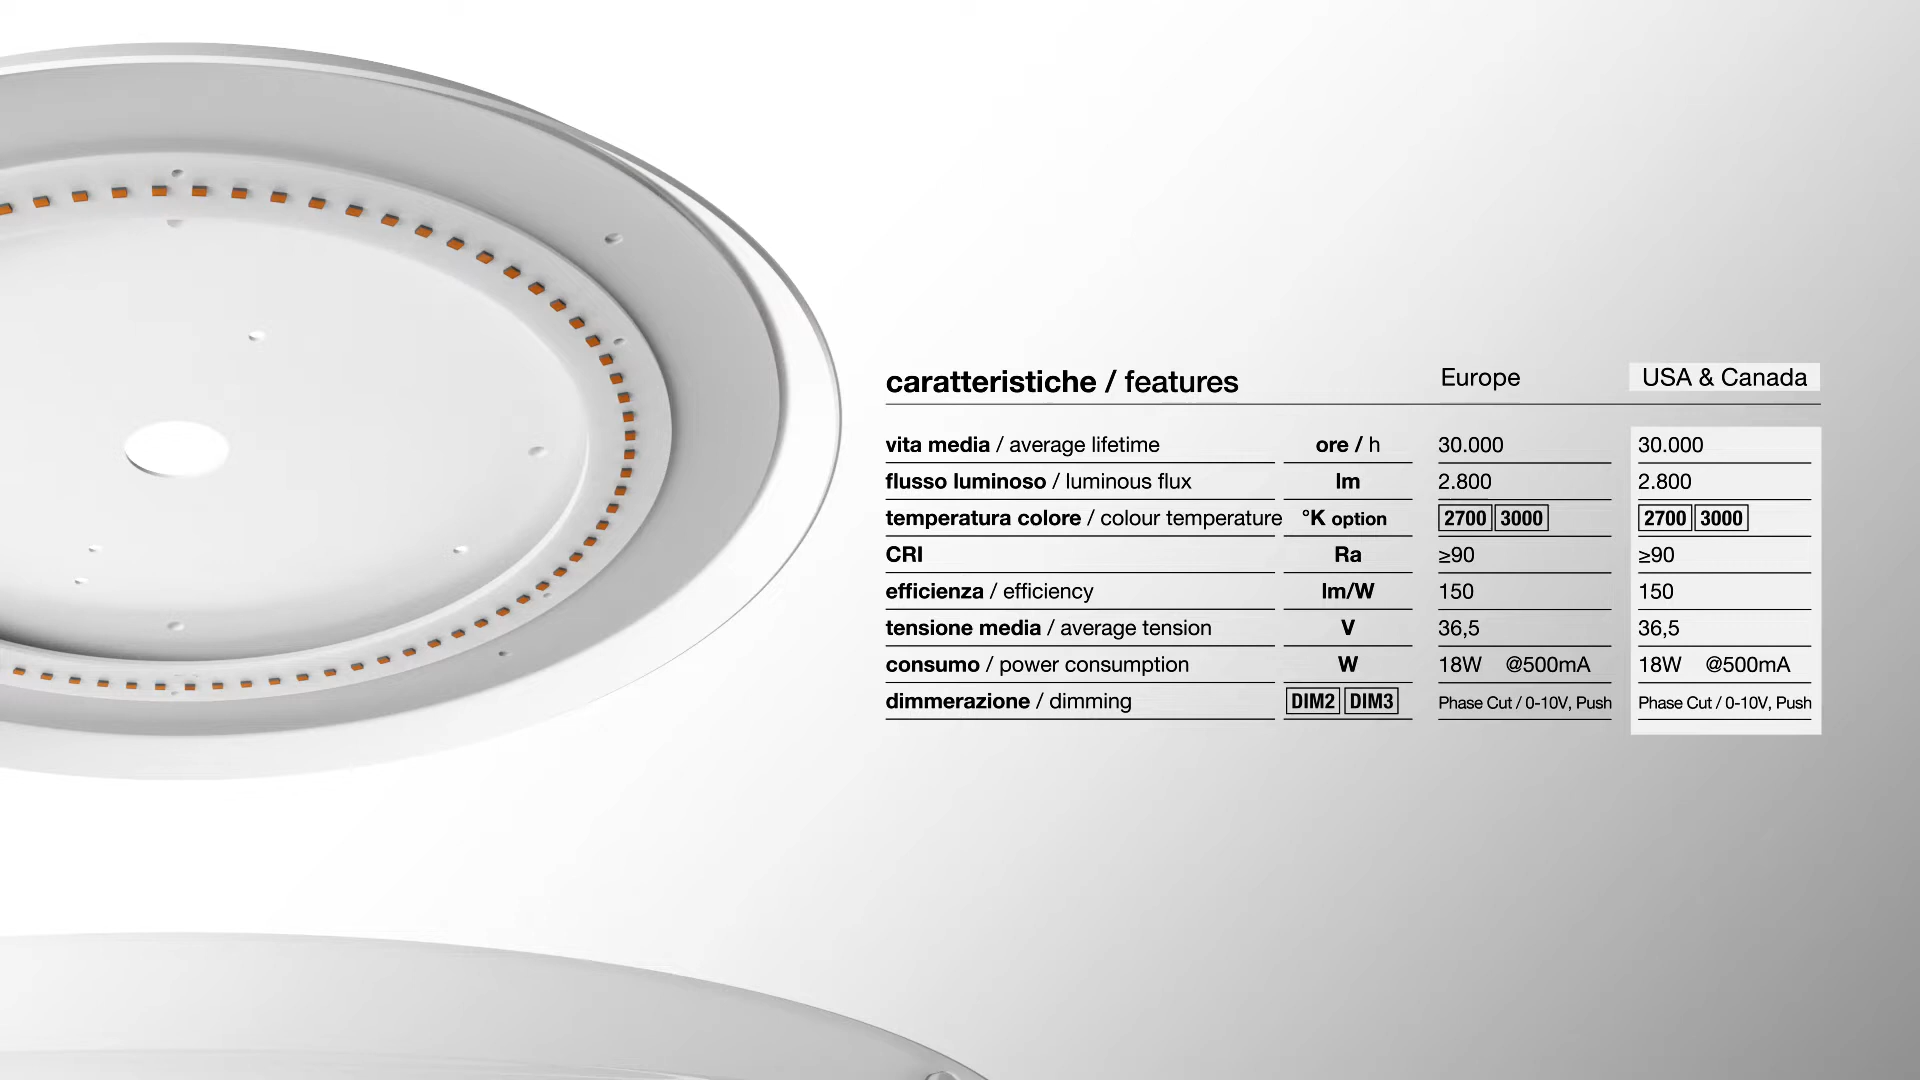 caratteristiche / features Europe USA & Canada
vita media / average lifetime ore / h 30.000 30.000
flusso luminoso / luminous flux lm 2.800 2.800
temperatura colore / colour temperature °K option 2700 3000 2700 3000
CRI Ra ≥90 ≥90
efficienza / efficiency lm/W 150 150
tensione media / average tension V 36,5 36,5
consumo / power consumption W 18W @500mA 18W @500mA
dimmerazione / dimming DIM2 DIM3 Phase Cut / 0-10V, Push Phase Cut / 0-10V, Push